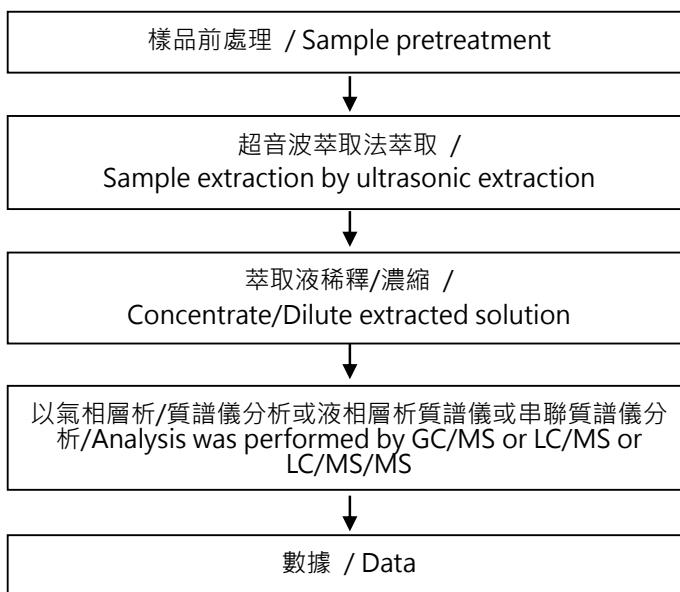 樣品前處理 / Sample pretreatment
超音波萃取法萃取 /
Sample extraction by ultrasonic extraction
萃取液稀釋/濃縮 /
Concentrate/Dilute extracted solution
以氣相層析/質譜儀分析或液相層析質譜儀或串聯質譜儀分
析/Analysis was performed by GC/MS or LC/MS or
LC/MS/MS
數據 / Data